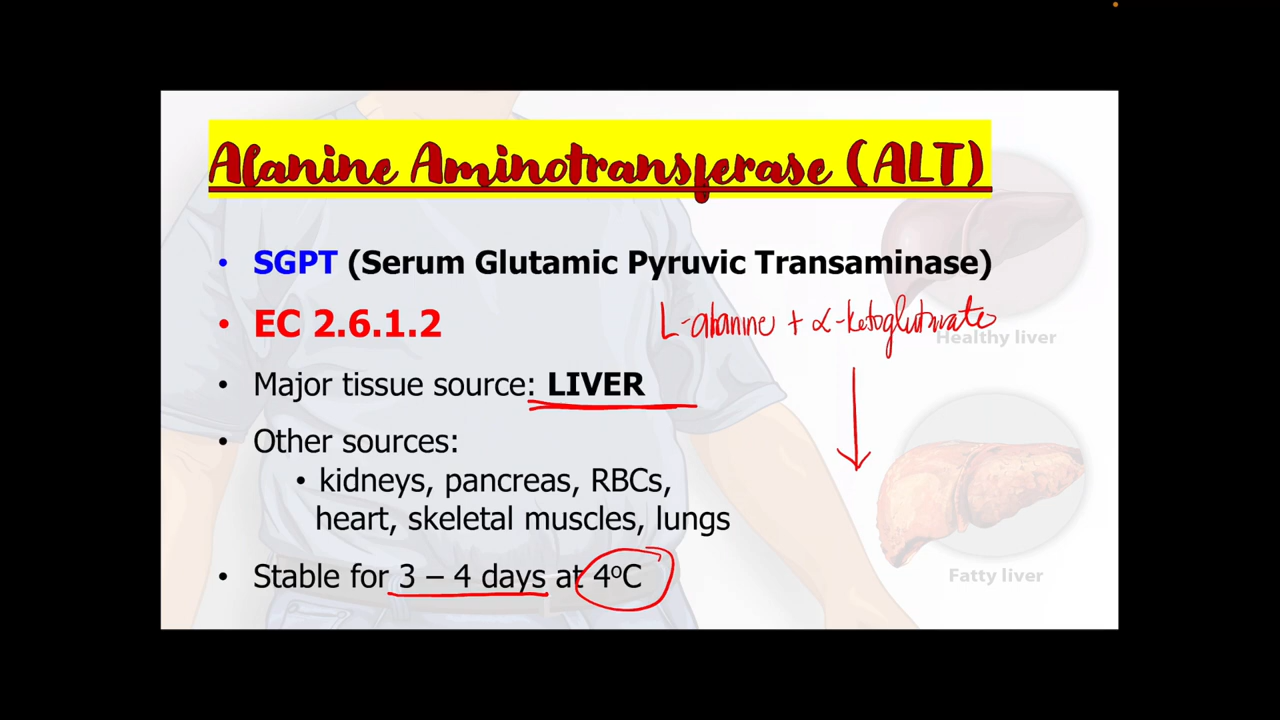 Alanine Aminotransferase (ALT)
• SGPT (Serum Glutamic Pyruvic Transaminase)
• EC 2.6.1.2
L-alanine + α-ketoglutarate
Healthy liver
• Major tissue source: LIVER
• Other sources:
• kidneys, pancreas, RBCs,
heart, skeletal muscles, lungs
• Stable for 3 – 4 days at 4ºC
Fatty liver